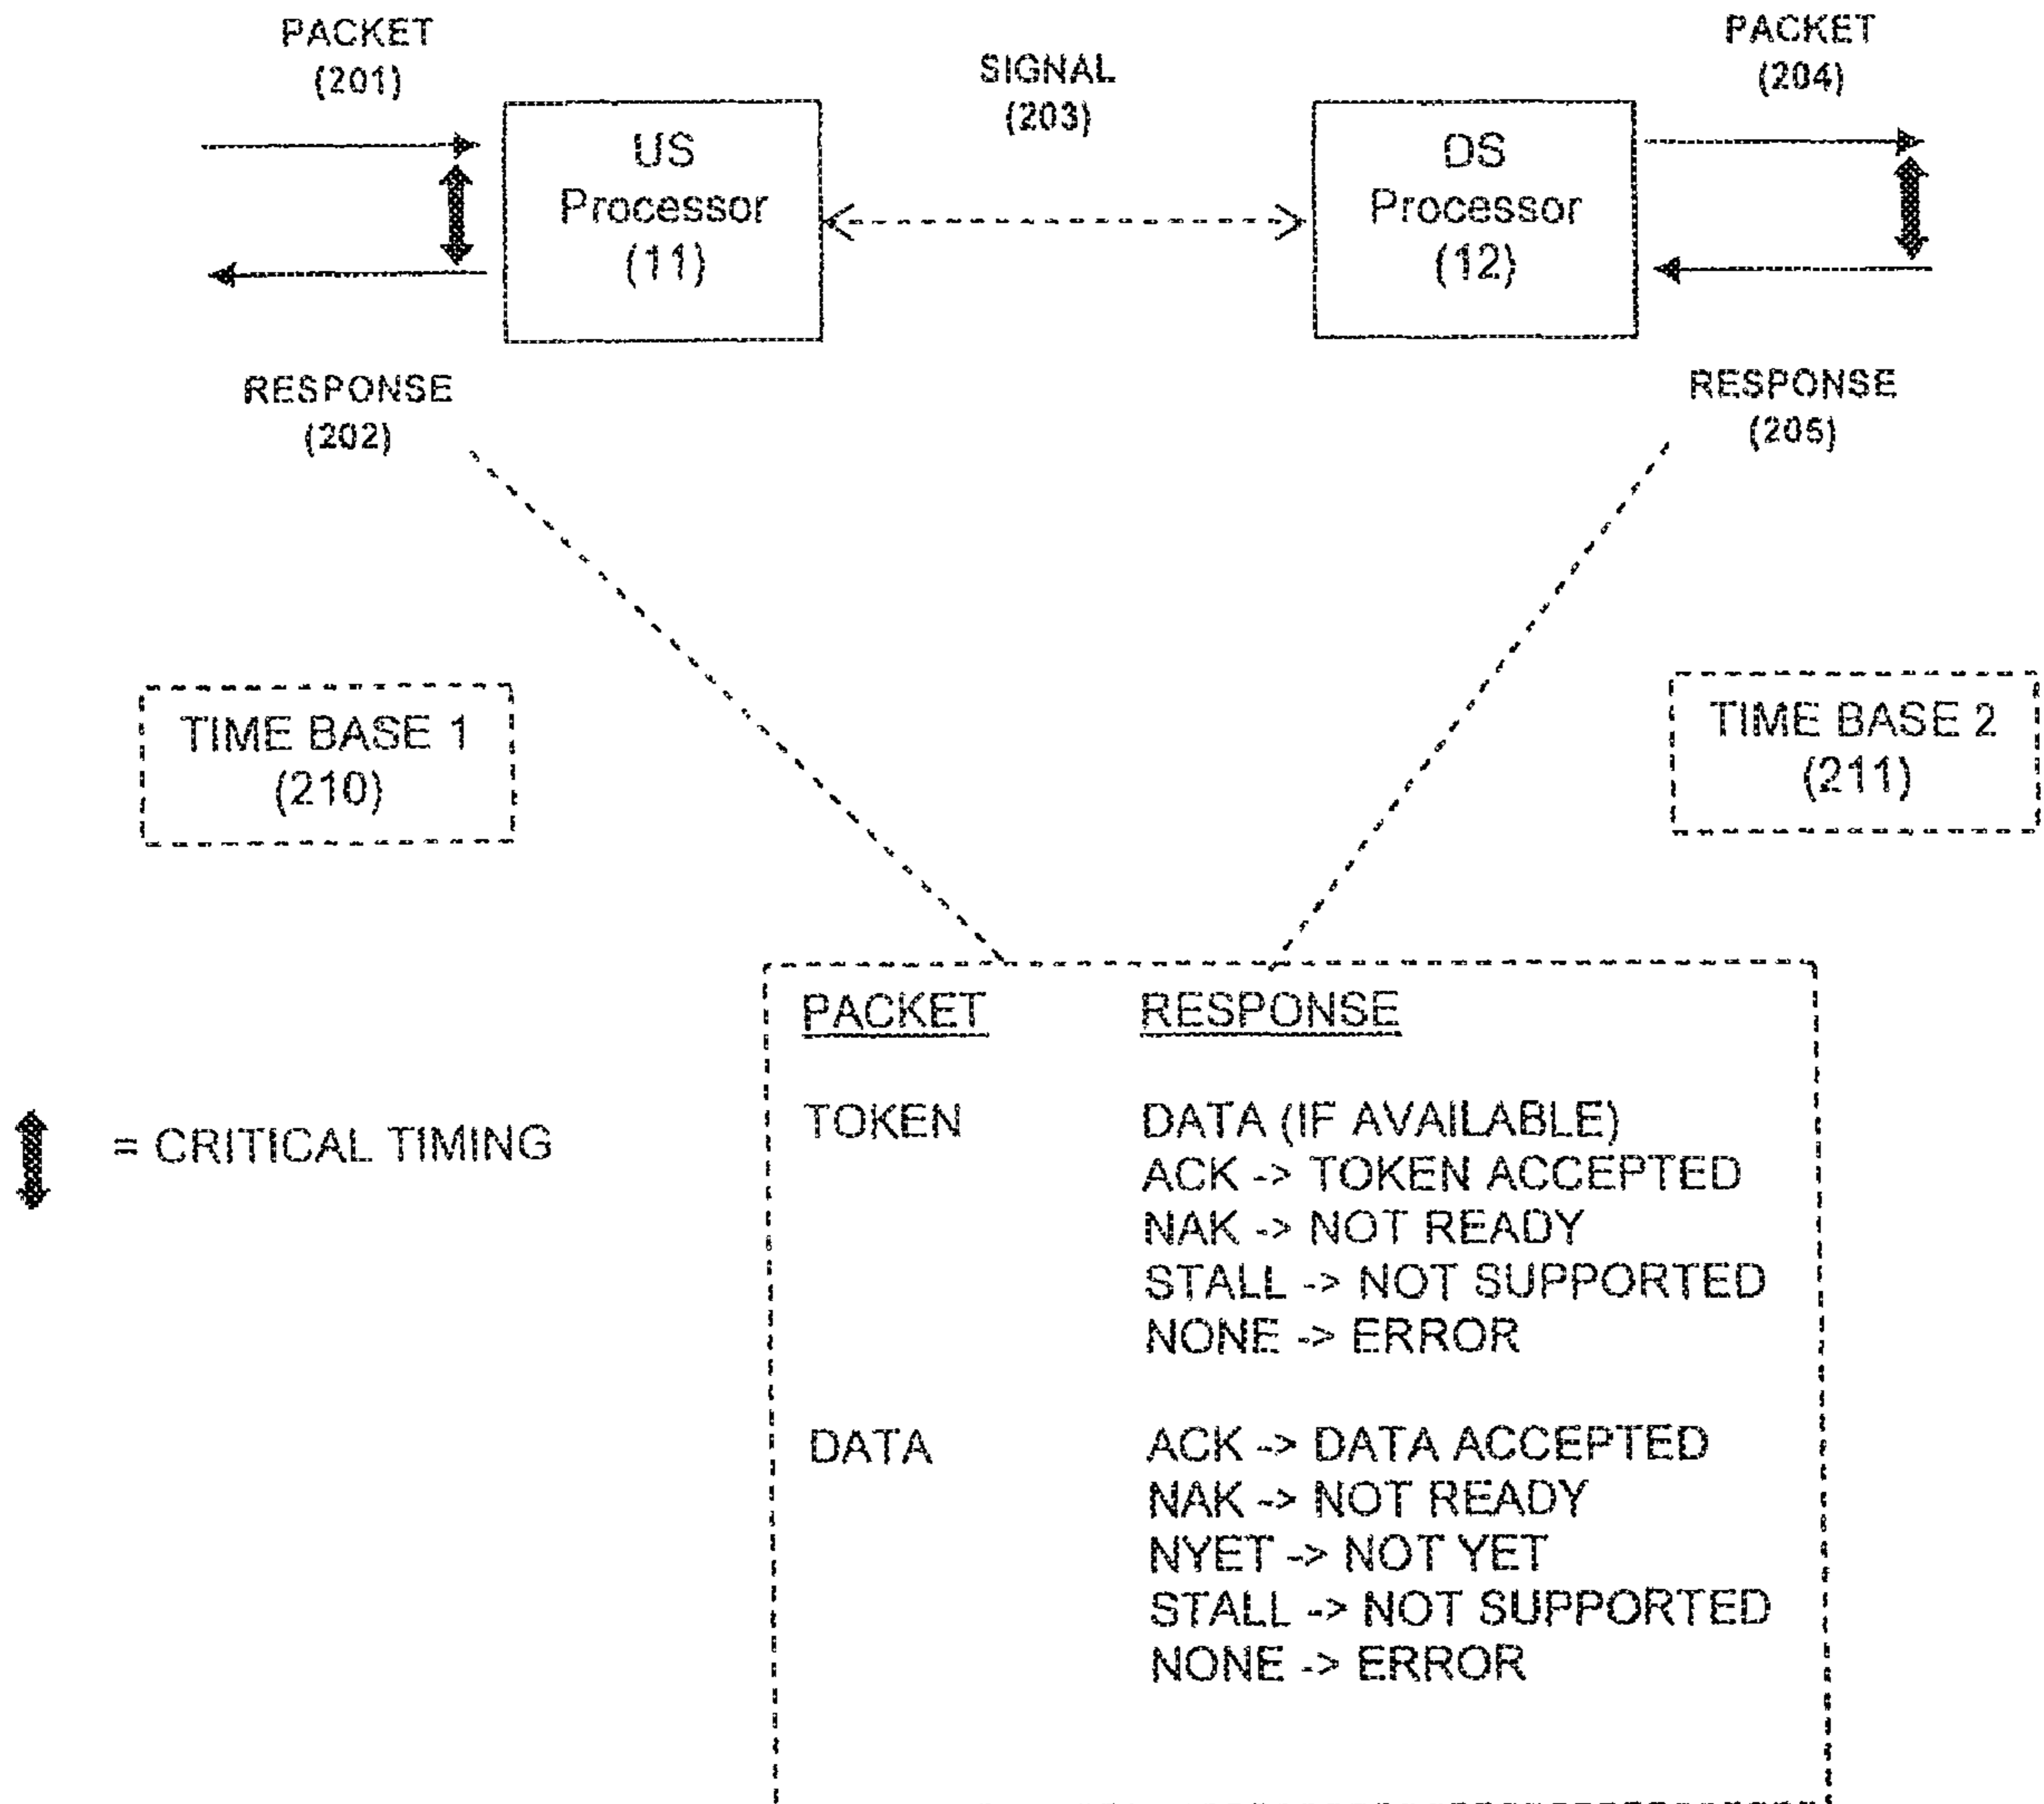 PACKET
(201)
SIGNAL
(203)
PACKET
(204)
US
Processor
(11)
DS
Processor
(12)
RESPONSE
(202)
RESPONSE
(205)
TIME BASE 1
(210)
TIME BASE 2
(211)
= CRITICAL TIMING
PACKET RESPONSE
TOKEN DATA (IF AVAILABLE)
ACK -> TOKEN ACCEPTED
NAK -> NOT READY
STALL -> NOT SUPPORTED
NONE -> ERROR
DATA ACK -> DATA ACCEPTED
NAK -> NOT READY
NYET -> NOT YET
STALL -> NOT SUPPORTED
NONE -> ERROR